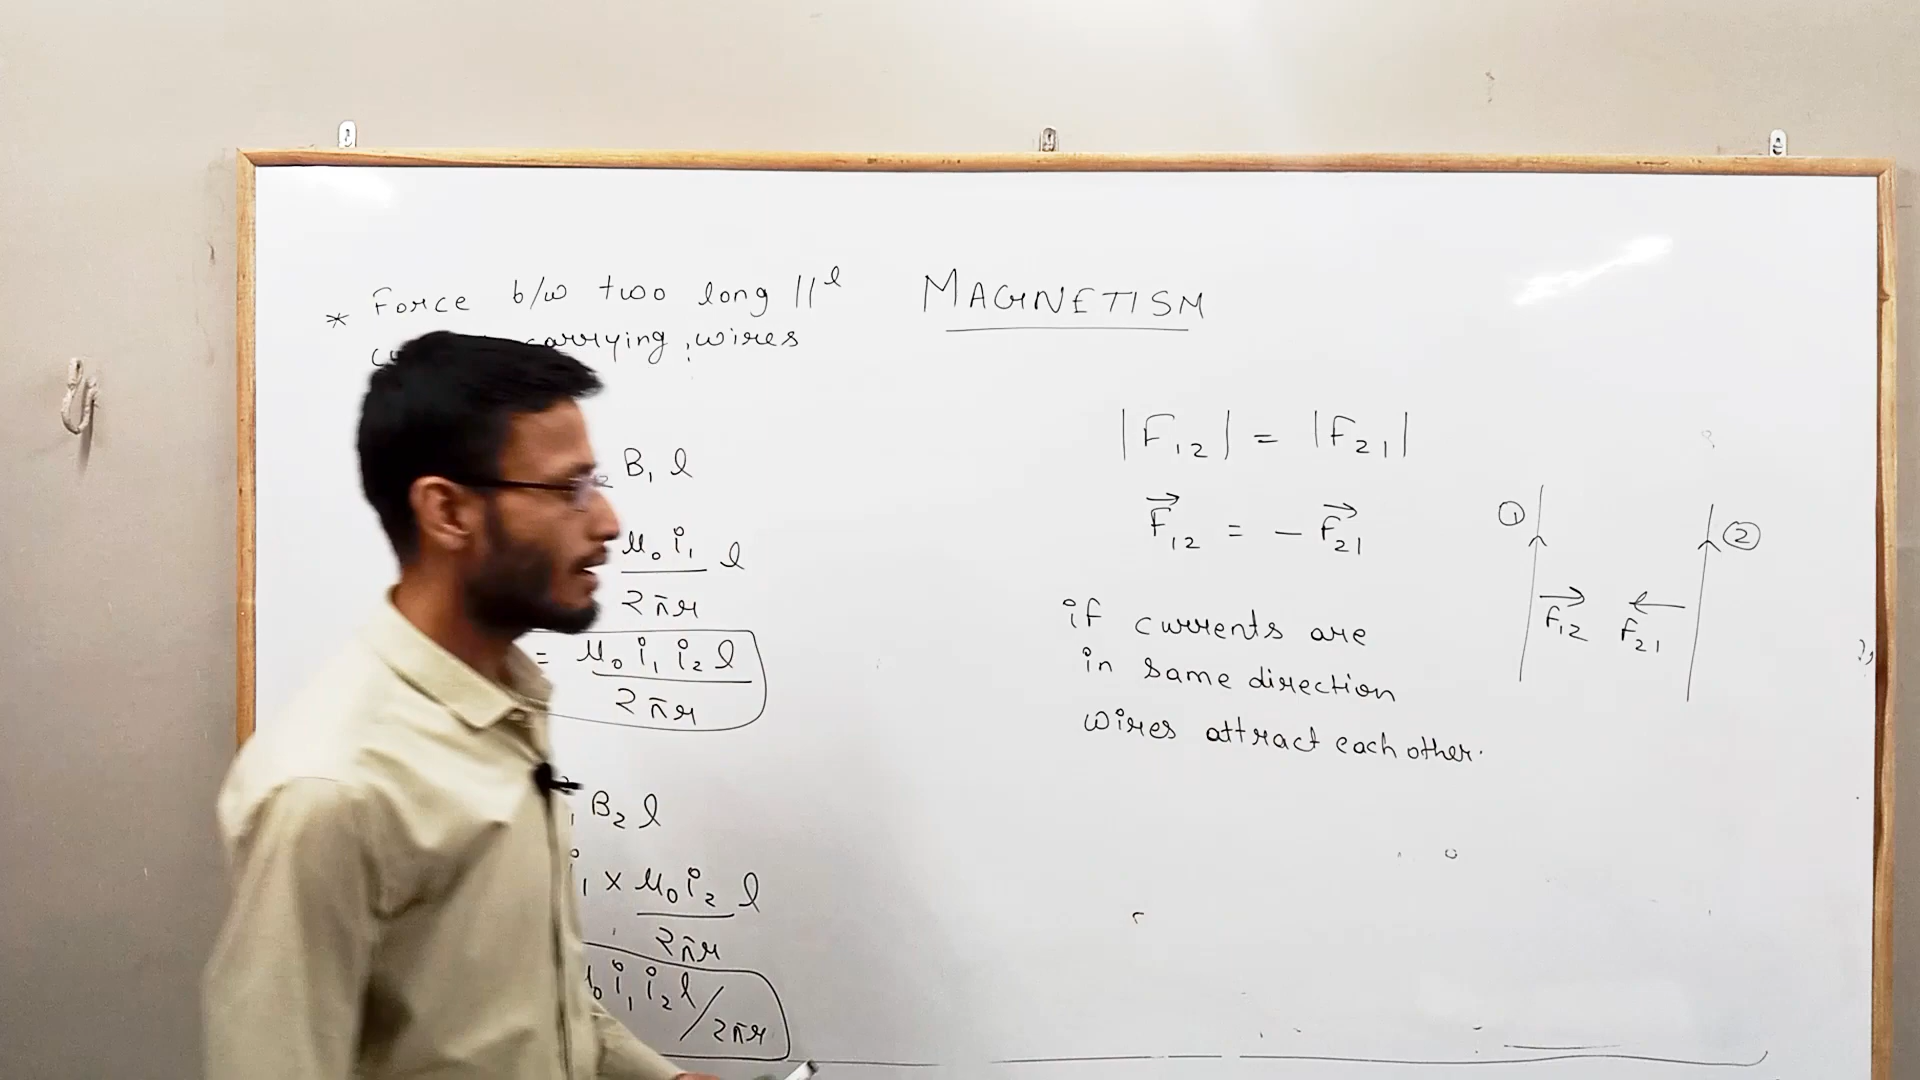 * Force b/w two long ||ˡ
carrying wires
MAGNETISM
B₁ l
μ₀ i₁ l
2πr
= μ₀ i₁ i₂ l
2πr
B₂ l
i₁ × μ₀ i₂ l
2πr
μ₀ i₁ i₂ l / 2πr
|F₁₂| = |F₂₁|
F⃗₁₂ = − F⃗₂₁
if currents are
in same direction
wires attract each other.
① ②
F₁₂ F₂₁